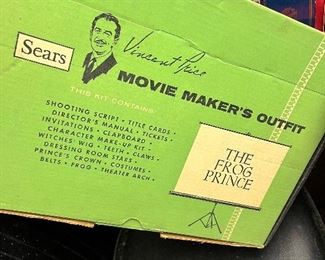 Sears
Vincent Price
MOVIE MAKER'S OUTFIT
THIS KIT CONTAINS:
SHOOTING SCRIPT • TITLE CARDS •
DIRECTOR'S MANUAL • TICKETS •
INVITATIONS • CLAPBOARD •
CHARACTER MAKE-UP KIT •
WITCHES' WIG • TEETH • CLAWS •
DRESSING ROOM STARS •
PRINCE'S CROWN • COSTUMES •
BELTS • FROG • THEATER ARCH •
THE
FROG
PRINCE